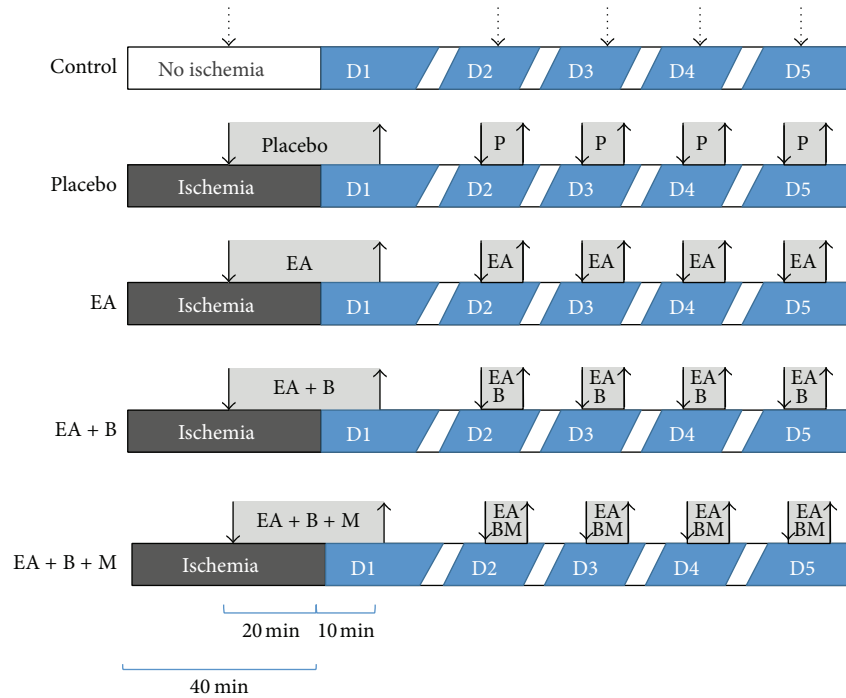 Control
No ischemia
D1 D2 D3 D4 D5
Placebo P P P P
Placebo
Ischemia
D1 D2 D3 D4 D5
EA EA EA EA EA
EA
Ischemia
D1 D2 D3 D4 D5
EA + B EA EA EA EA
B B B B
EA + B
Ischemia
D1 D2 D3 D4 D5
EA + B + M EA EA EA EA
BM BM BM BM
EA + B + M
Ischemia
D1 D2 D3 D4 D5
20 min 10 min
40 min